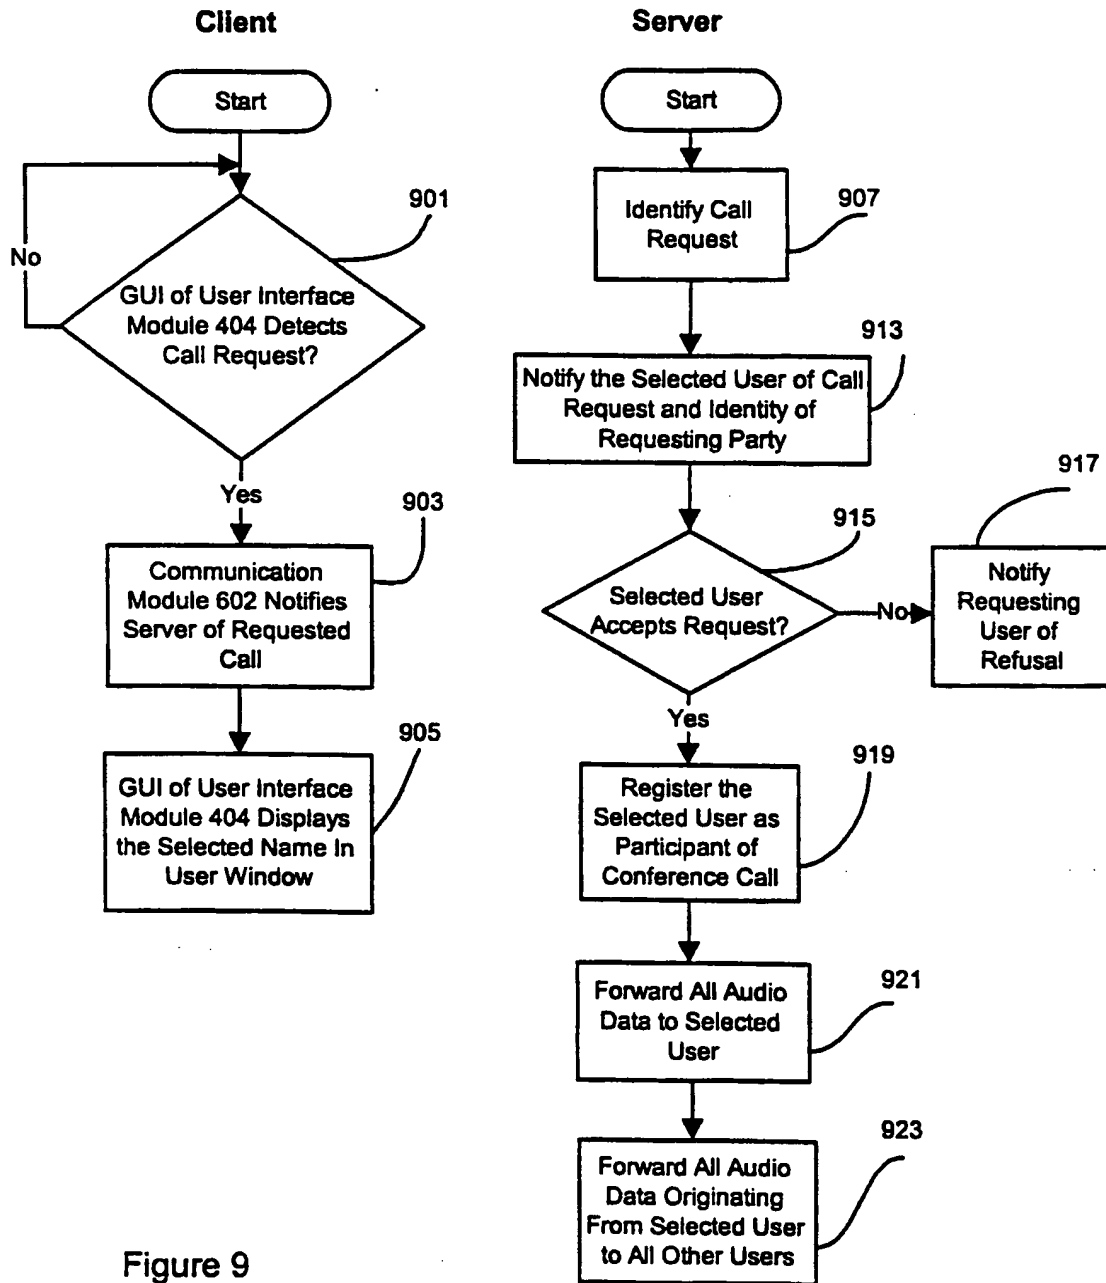 Client
Start
901
No
GUI of User Interface
Module 404 Detects
Call Request?
Yes
903
Communication
Module 602 Notifies
Server of Requested
Call
905
GUI of User Interface
Module 404 Displays
the Selected Name In
User Window
Server
Start
907
Identify Call
Request
913
Notify the Selected User of Call
Request and Identity of
Requesting Party
915
Selected User
Accepts Request?
No
917
Notify
Requesting
User of
Refusal
Yes
919
Register the
Selected User as
Participant of
Conference Call
921
Forward All Audio
Data to Selected
User
923
Forward All Audio
Data Originating
From Selected User
to All Other Users
Figure 9